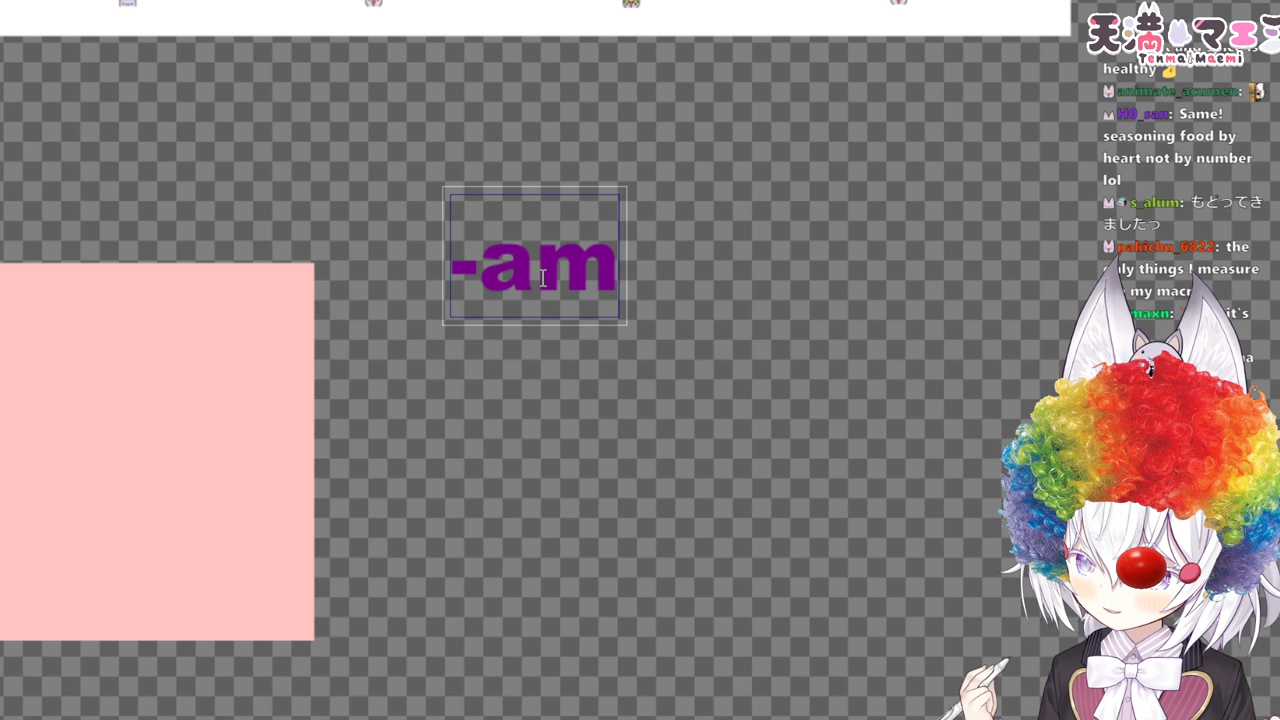 天満マエミ
Tenma Maemi
healthy
animate_acumen:
H0_san: Same!
seasoning food by
heart not by number
lol
s_alum: もどってき
ましたっ
pakichu_6822: the
only things I measure
my macr
maxn: it's
-am